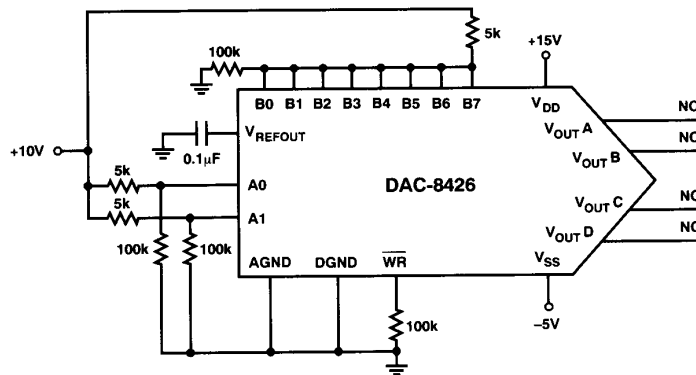 5k
+15V
100k
B0 B1 B2 B3 B4 B5 B6 B7
VDD
VOUT A
NC
VREFOUT
0.1µF
VOUT B
NC
+10V
5k
A0
DAC-8426
5k
A1
VOUT C
NC
VOUT D
NC
100k
100k
AGND DGND WR
VSS
100k
–5V